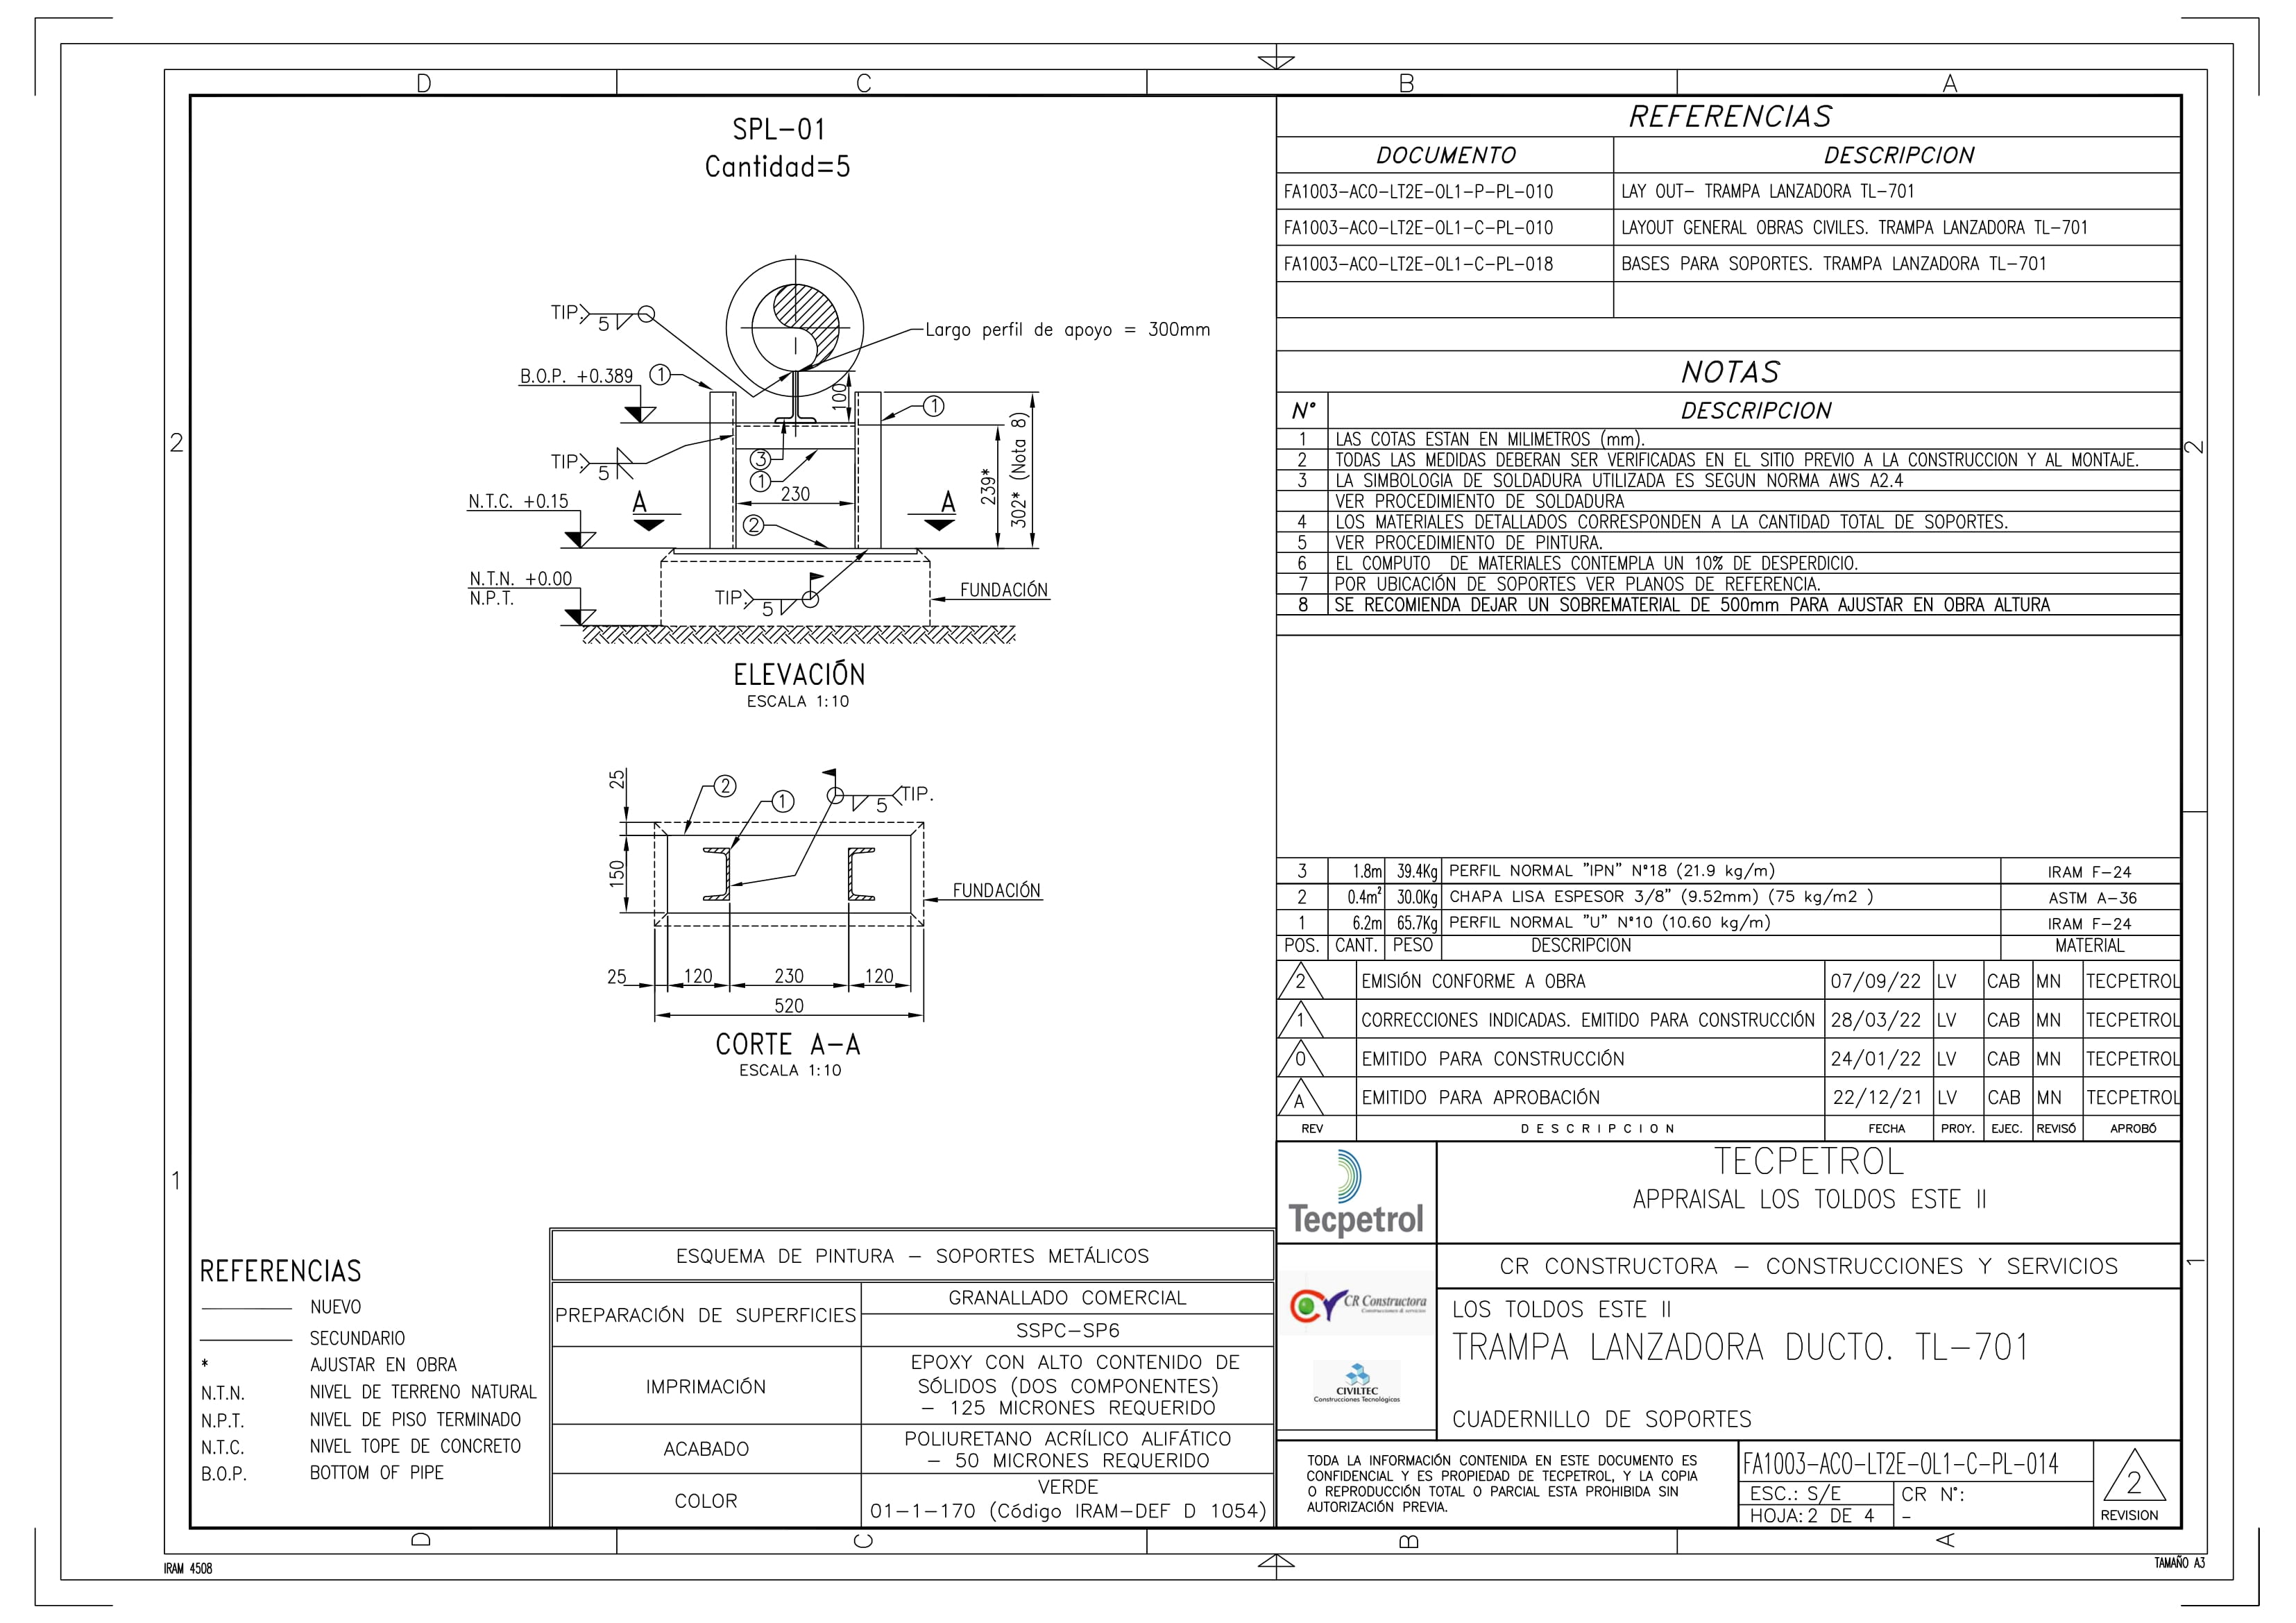 D C B A
SPL-01
Cantidad=5
TIP.
5
Largo perfil de apoyo = 300mm
B.O.P. +0.389
1
100
1
TIP.
5
3
1
230
239*
302* (Nota 8)
N.T.C. +0.15
A
A
2
N.T.N. +0.00
N.P.T.
TIP.
5
FUNDACIÓN
ELEVACIÓN
ESCALA 1:10
25
2
1
5
TIP.
150
FUNDACIÓN
25
120
230
120
520
CORTE A-A
ESCALA 1:10
2
1
REFERENCIAS
NUEVO
SECUNDARIO
* AJUSTAR EN OBRA
N.T.N. NIVEL DE TERRENO NATURAL
N.P.T. NIVEL DE PISO TERMINADO
N.T.C. NIVEL TOPE DE CONCRETO
B.O.P. BOTTOM OF PIPE
ESQUEMA DE PINTURA - SOPORTES METÁLICOS
PREPARACIÓN DE SUPERFICIES
GRANALLADO COMERCIAL
SSPC-SP6
IMPRIMACIÓN
EPOXY CON ALTO CONTENIDO DE
SÓLIDOS (DOS COMPONENTES)
- 125 MICRONES REQUERIDO
ACABADO
POLIURETANO ACRÍLICO ALIFÁTICO
- 50 MICRONES REQUERIDO
COLOR
VERDE
01-1-170 (Código IRAM-DEF D 1054)
REFERENCIAS
DOCUMENTO DESCRIPCION
FA1003-ACO-LT2E-OL1-P-PL-010 LAY OUT- TRAMPA LANZADORA TL-701
FA1003-ACO-LT2E-OL1-C-PL-010 LAYOUT GENERAL OBRAS CIVILES. TRAMPA LANZADORA TL-701
FA1003-ACO-LT2E-OL1-C-PL-018 BASES PARA SOPORTES. TRAMPA LANZADORA TL-701
NOTAS
N° DESCRIPCION
1 LAS COTAS ESTAN EN MILIMETROS (mm).
2 TODAS LAS MEDIDAS DEBERAN SER VERIFICADAS EN EL SITIO PREVIO A LA CONSTRUCCION Y AL MONTAJE.
3 LA SIMBOLOGIA DE SOLDADURA UTILIZADA ES SEGUN NORMA AWS A2.4
VER PROCEDIMIENTO DE SOLDADURA
4 LOS MATERIALES DETALLADOS CORRESPONDEN A LA CANTIDAD TOTAL DE SOPORTES.
5 VER PROCEDIMIENTO DE PINTURA.
6 EL COMPUTO DE MATERIALES CONTEMPLA UN 10% DE DESPERDICIO.
7 POR UBICACIÓN DE SOPORTES VER PLANOS DE REFERENCIA.
8 SE RECOMIENDA DEJAR UN SOBREMATERIAL DE 500mm PARA AJUSTAR EN OBRA ALTURA
3 1.8m 39.4Kg PERFIL NORMAL "IPN" N°18 (21.9 kg/m) IRAM F-24
2 0.4m² 30.0Kg CHAPA LISA ESPESOR 3/8" (9.52mm) (75 kg/m2 ) ASTM A-36
1 6.2m 65.7Kg PERFIL NORMAL "U" N°10 (10.60 kg/m) IRAM F-24
POS. CANT. PESO DESCRIPCION MATERIAL
2 EMISIÓN CONFORME A OBRA 07/09/22 LV CAB MN TECPETROL
1 CORRECCIONES INDICADAS. EMITIDO PARA CONSTRUCCIÓN 28/03/22 LV CAB MN TECPETROL
0 EMITIDO PARA CONSTRUCCIÓN 24/01/22 LV CAB MN TECPETROL
A EMITIDO PARA APROBACIÓN 22/12/21 LV CAB MN TECPETROL
REV DESCRIPCION FECHA PROY. EJEC. REVISÓ APROBÓ
Tecpetrol
TECPETROL
APPRAISAL LOS TOLDOS ESTE II
CR Constructora
Construcciones & servicios
CR CONSTRUCTORA - CONSTRUCCIONES Y SERVICIOS
CIVILTEC
Construcciones Tecnológicas
LOS TOLDOS ESTE II
TRAMPA LANZADORA DUCTO. TL-701
CUADERNILLO DE SOPORTES
TODA LA INFORMACIÓN CONTENIDA EN ESTE DOCUMENTO ES
CONFIDENCIAL Y ES PROPIEDAD DE TECPETROL, Y LA COPIA
O REPRODUCCIÓN TOTAL O PARCIAL ESTA PROHIBIDA SIN
AUTORIZACIÓN PREVIA.
FA1003-ACO-LT2E-OL1-C-PL-014
ESC.: S/E
CR N°:
HOJA: 2 DE 4
-
2
REVISION
2
1
D C B A
IRAM 4508
TAMAÑO A3